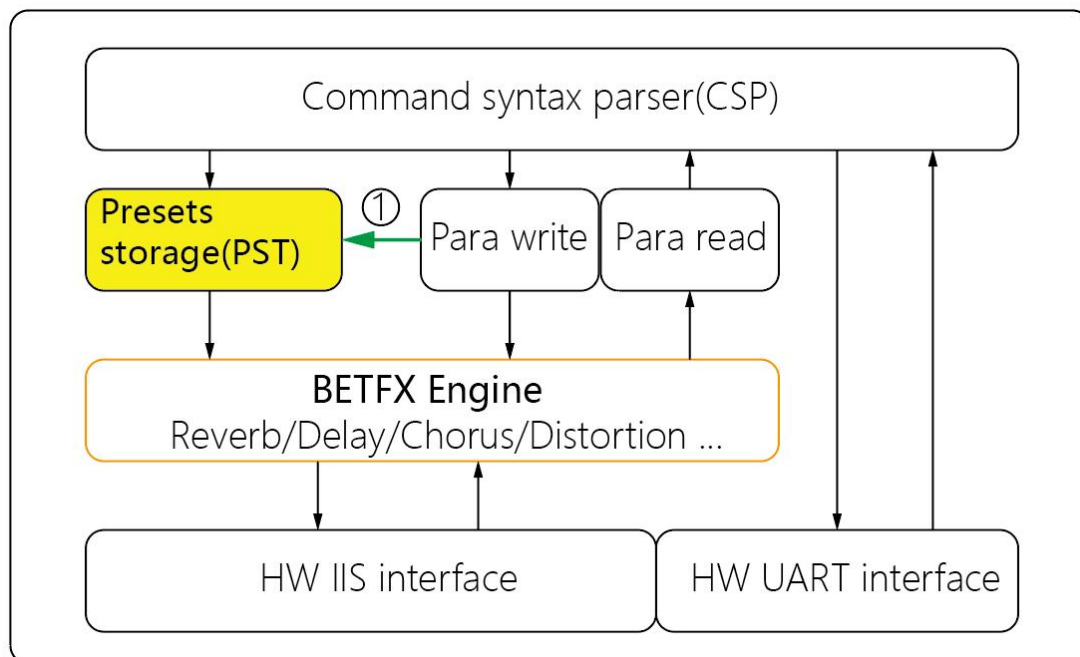 Command syntax parser(CSP)
Presets
storage(PST)
①
Para write
Para read
BETFX Engine
Reverb/Delay/Chorus/Distortion ...
HW IIS interface
HW UART interface